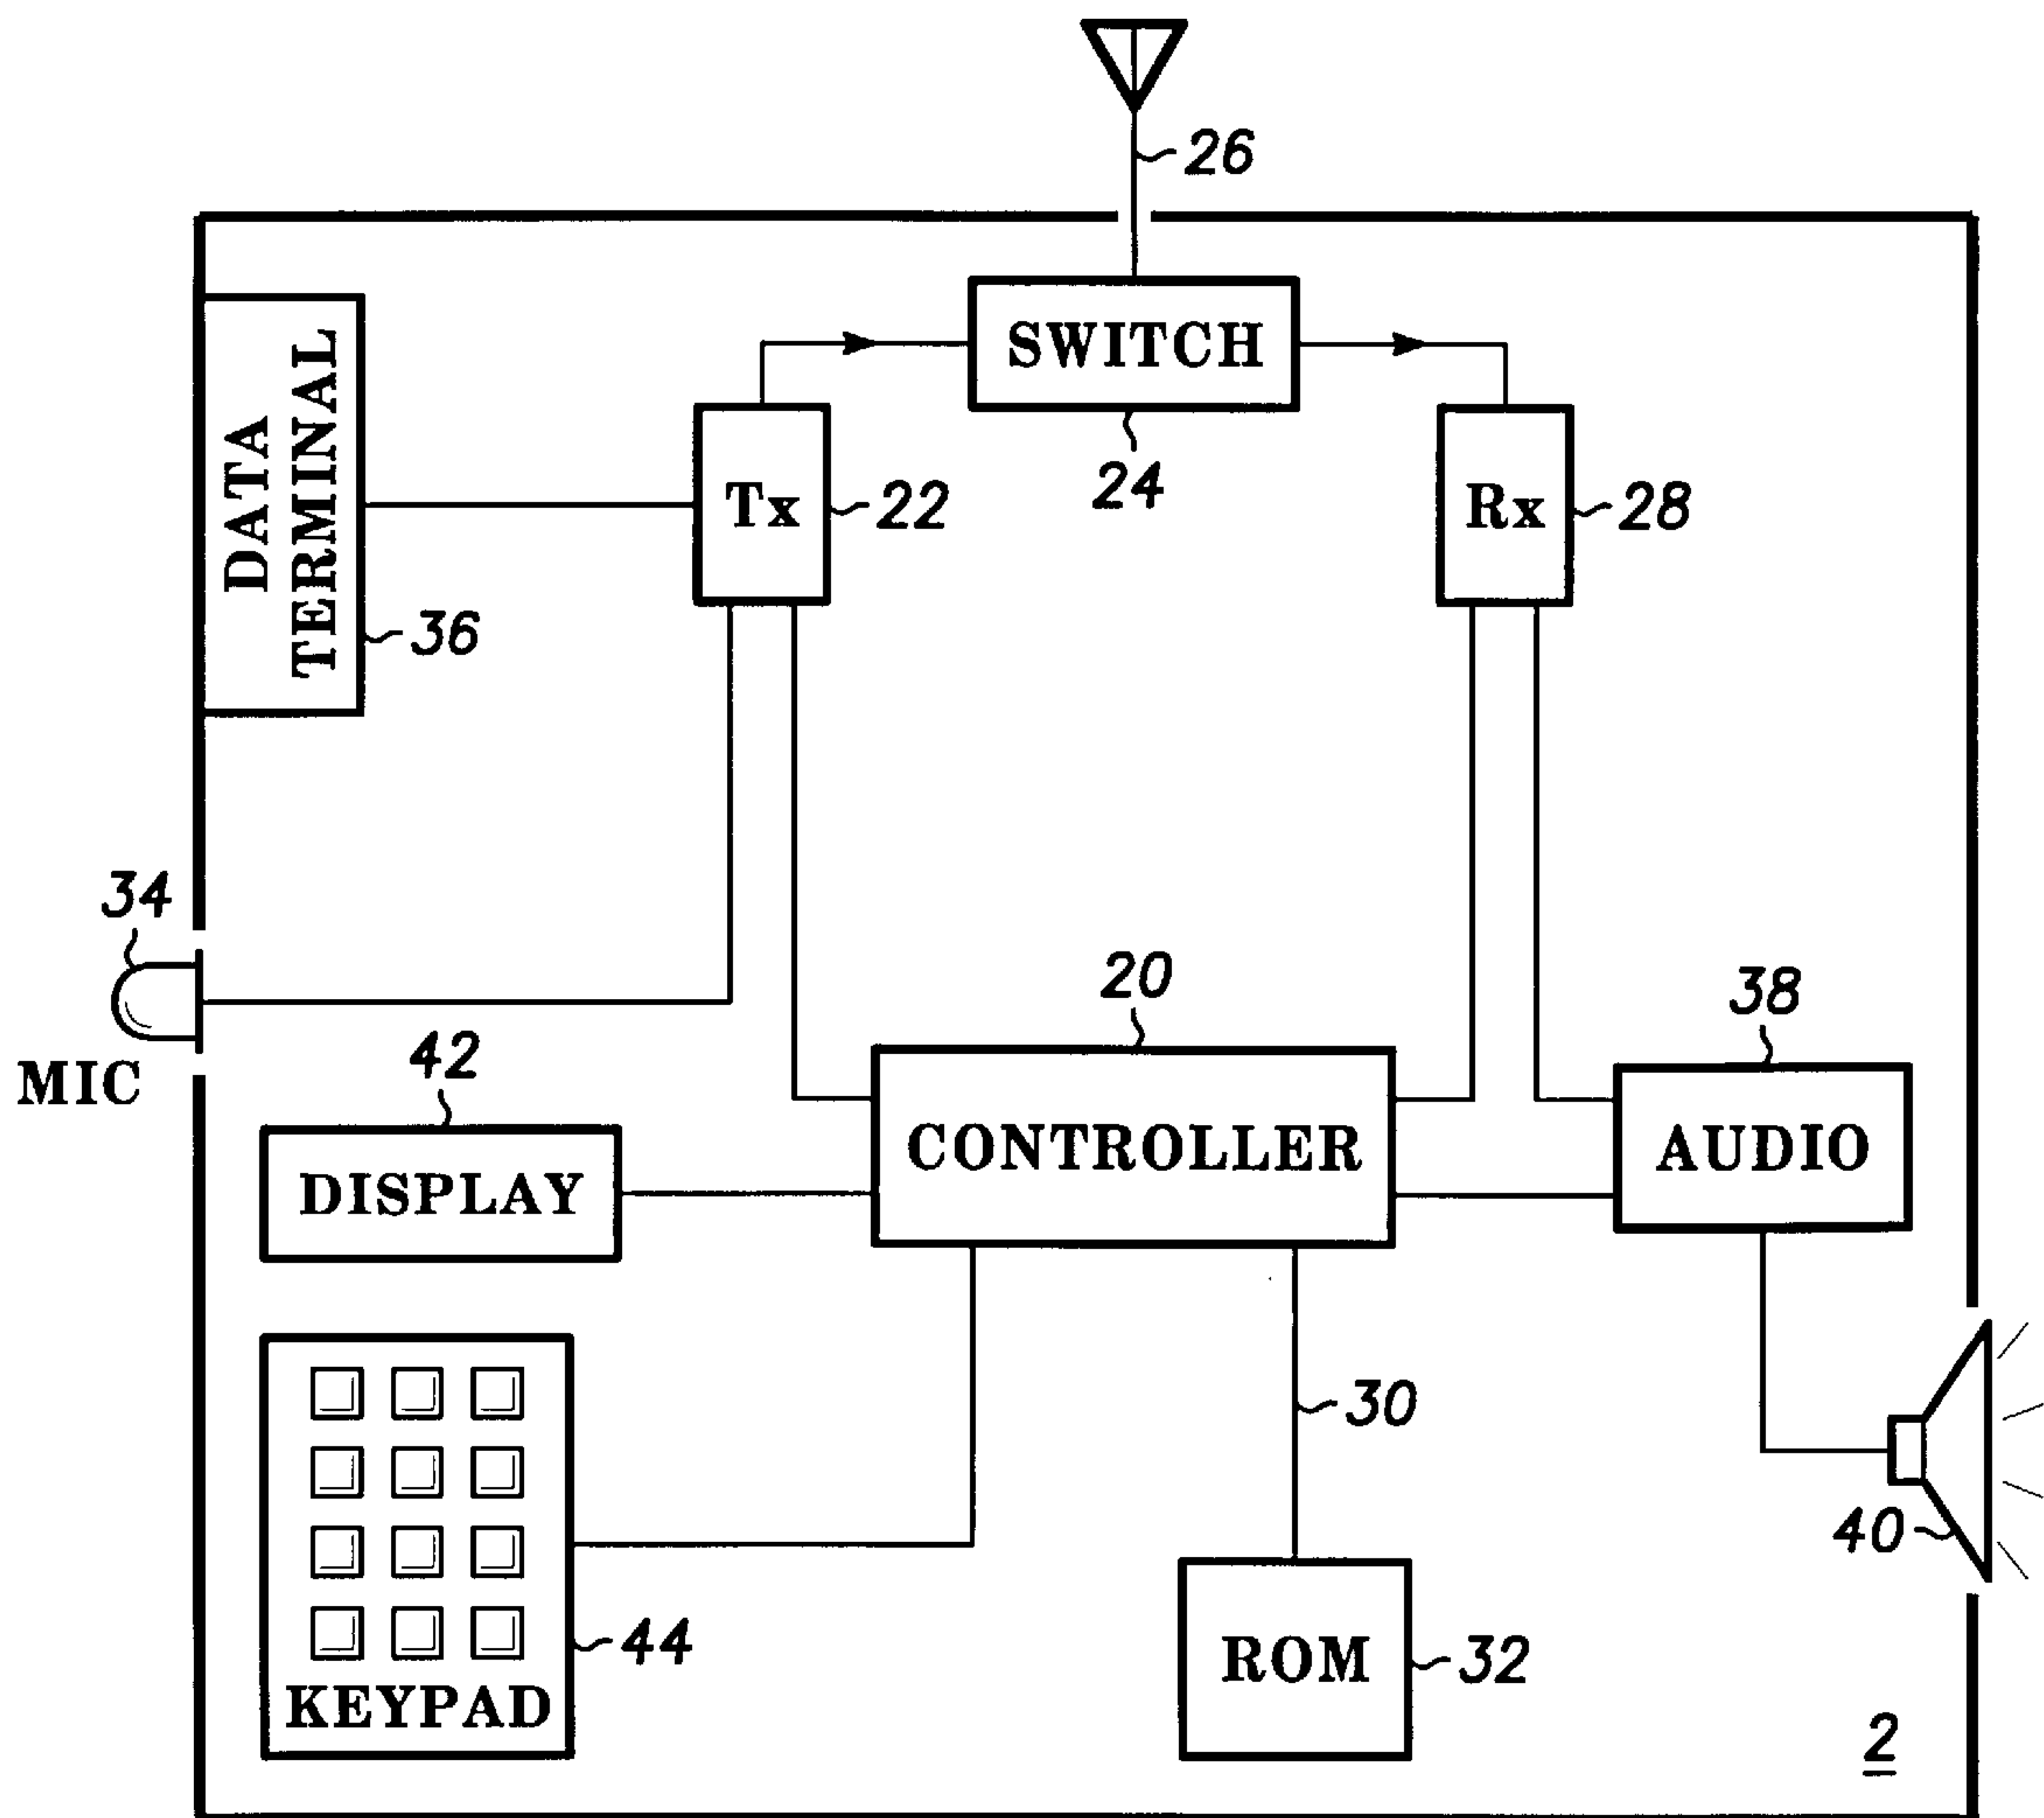 26
SWITCH
24
DATA
TERMINAL
36
Tx
22
Rx
28
34
MIC
20
CONTROLLER
38
AUDIO
42
DISPLAY
30
40
KEYPAD
44
ROM
32
2